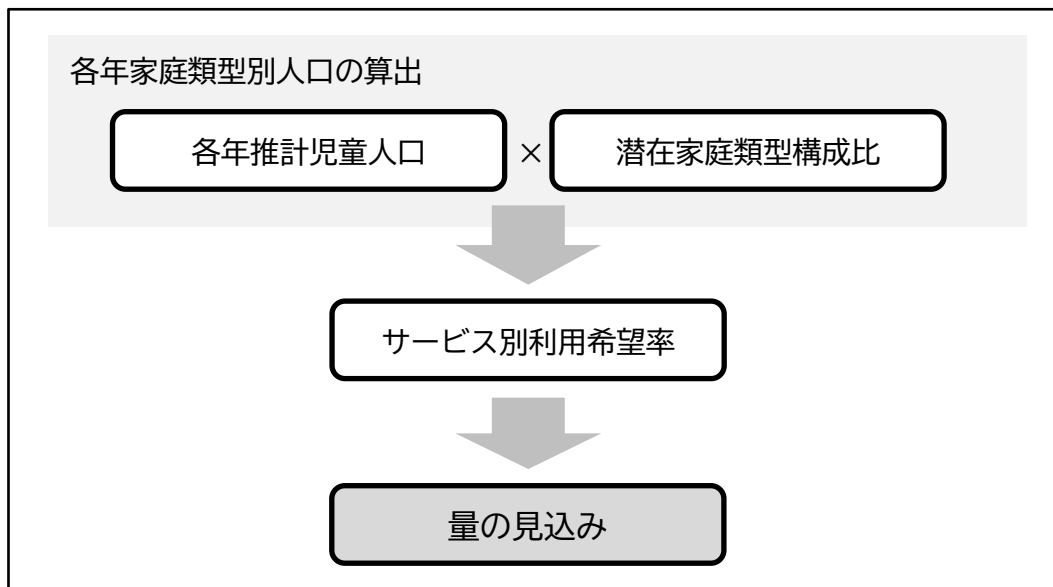 各年家庭類型別人口の算出
各年推計児童人口 × 潜在家庭類型構成比
サービス別利用希望率
量の見込み